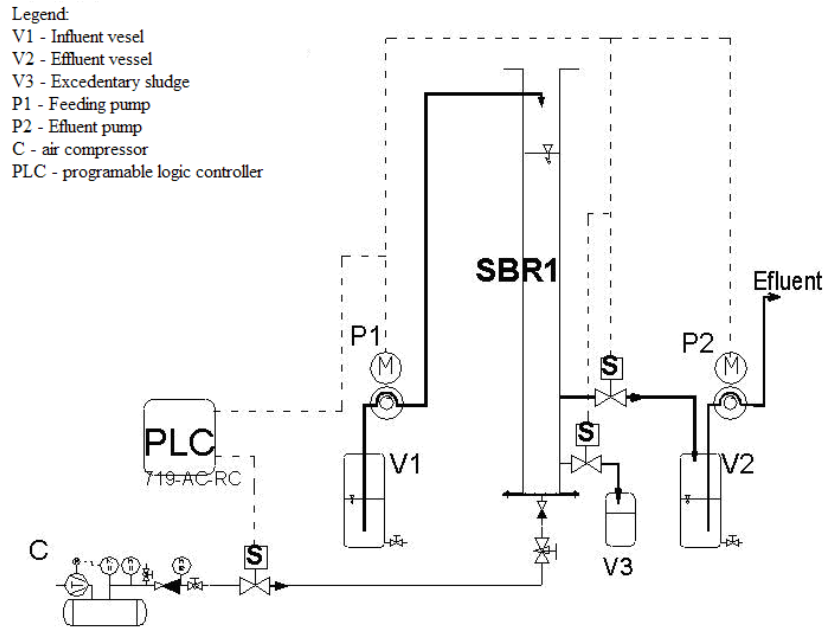 Legend:
V1 - Influent vesel
V2 - Effluent vessel
V3 - Excedentary sludge
P1 - Feeding pump
P2 - Efluent pump
C - air compressor
PLC - programable logic controller
SBR1
Efluent
P1
M
P2
M
S
S
PLC
719-AC-RC
V1
V2
C
S
V3